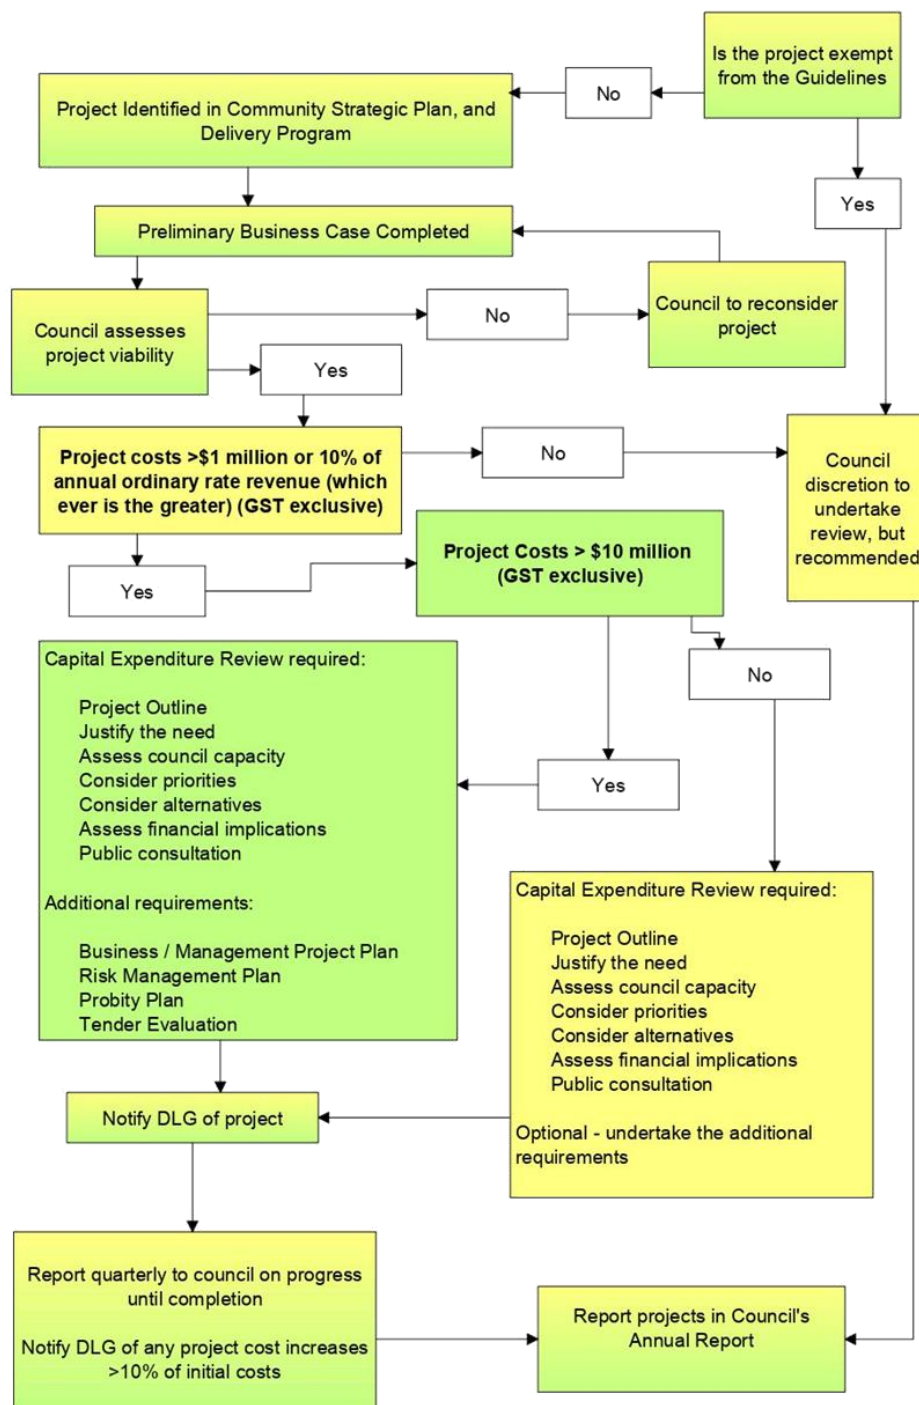 Is the project exempt
from the Guidelines
No
Project Identified in Community Strategic Plan, and
Delivery Program
Yes
Preliminary Business Case Completed
Council assesses
project viability
No
Council to reconsider
project
Yes
Project costs >$1 million or 10% of
annual ordinary rate revenue (which
ever is the greater) (GST exclusive)
No
Council
discretion to
undertake
review, but
recommended
Yes
Project Costs > $10 million
(GST exclusive)
No
Yes
Capital Expenditure Review required:
Project Outline
Justify the need
Assess council capacity
Consider priorities
Consider alternatives
Assess financial implications
Public consultation
Additional requirements:
Business / Management Project Plan
Risk Management Plan
Probity Plan
Tender Evaluation
Capital Expenditure Review required:
Project Outline
Justify the need
Assess council capacity
Consider priorities
Consider alternatives
Assess financial implications
Public consultation
Optional - undertake the additional
requirements
Notify DLG of project
Report quarterly to council on progress
until completion
Notify DLG of any project cost increases
>10% of initial costs
Report projects in Council's
Annual Report